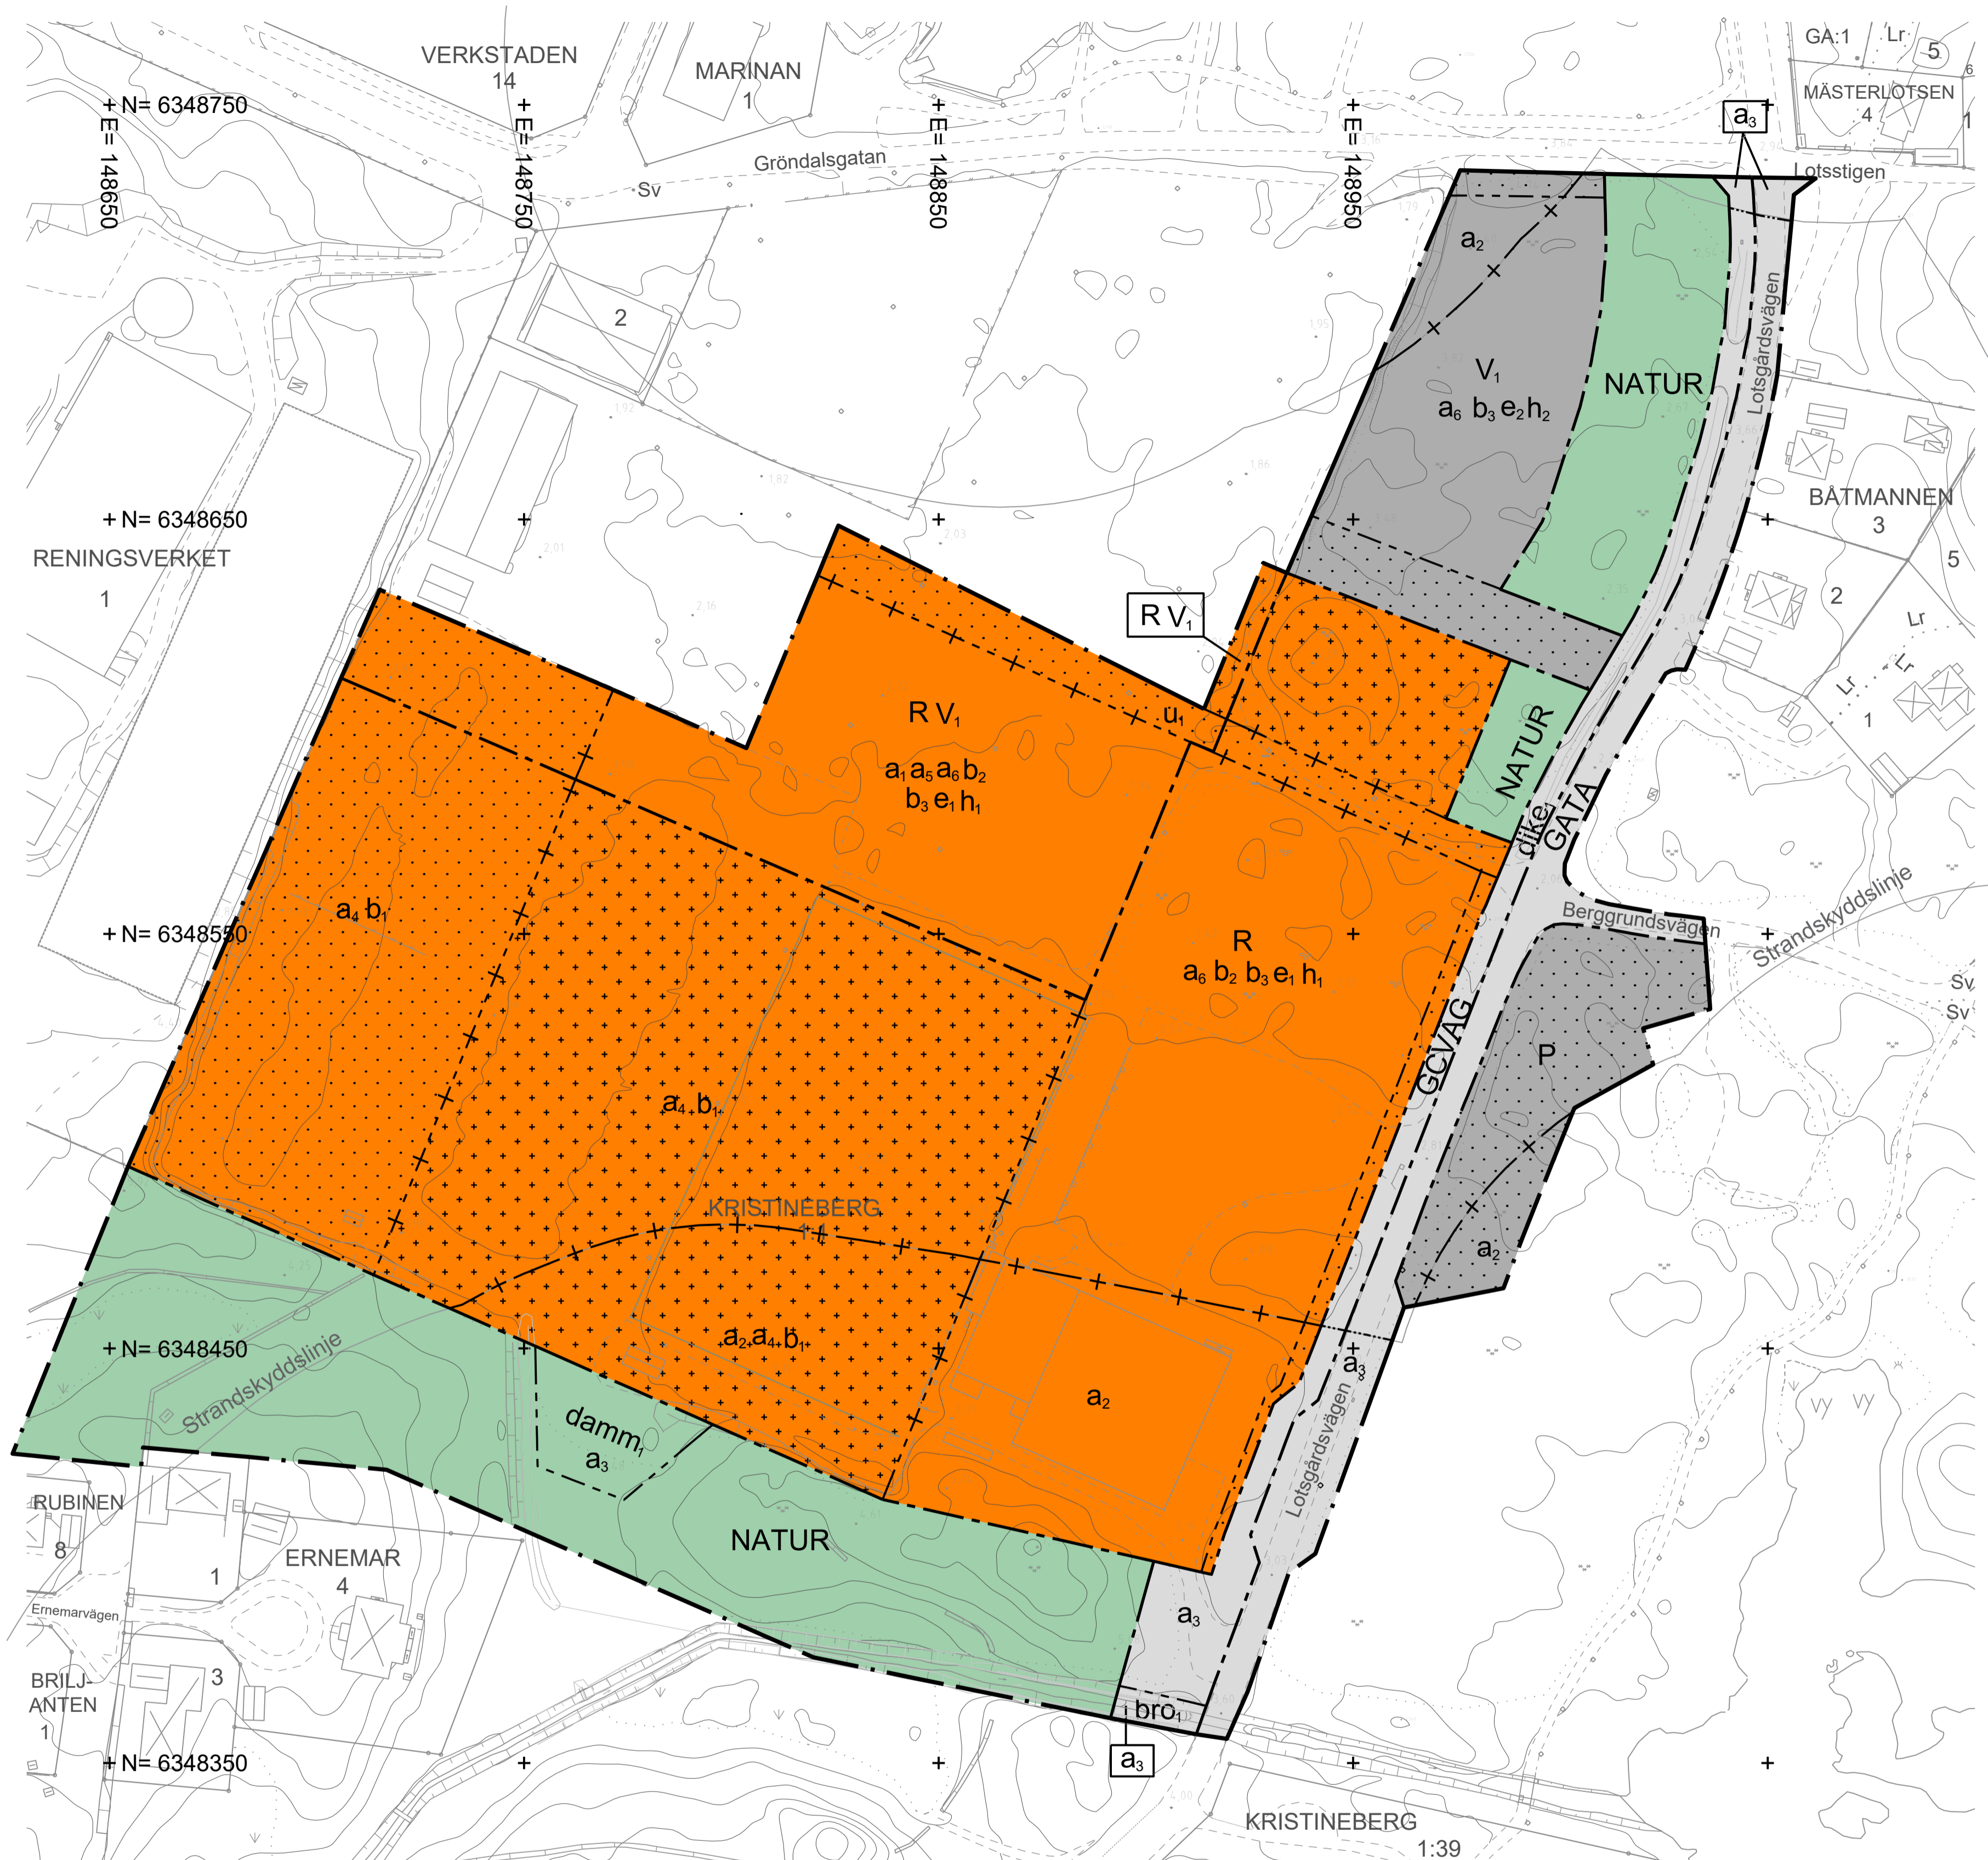 VERKSTADEN
14
MARINAN
1
GA:1
Lr
5
6
MÄSTERLOTSEN
4
1
N= 6348750
E= 148650
E= 148750
E= 148850
E= 148950
a₃
Gröndalsgatan
Sv
Lotsstigen
a₂
2
V₁
a₆ b₃ e₂ h₂
NATUR
Lotsgårdsvägen
N= 6348650
RENINGSVERKET
1
BÅTMANNEN
3
5
2
Lr
Lr
Lr
1
R V₁
u₁
R V₁
a₁ a₅ a₆ b₂
b₃ e₁ h₁
NATUR
dike₁
GATA
a₄ b₁
N= 6348550
R
a₆ b₂ b₃ e₁ h₁
Berggrundsvägen
Strandskyddslinje
Sv
Sv
GCVÄG
P
a₄ b₁
KRISTINEBERG
1:1
a₂
N= 6348450
a₂ a₄ b₁
a₂
a₃
Strandskyddslinje
damm₁
a₃
Lotsgårdsvägen
RUBINEN
8
1
ERNEMAR
4
NATUR
Ernemarvägen
a₃
BRILJ-
ANTEN
1
3
bro₁
a₃
N= 6348350
KRISTINEBERG
1:39